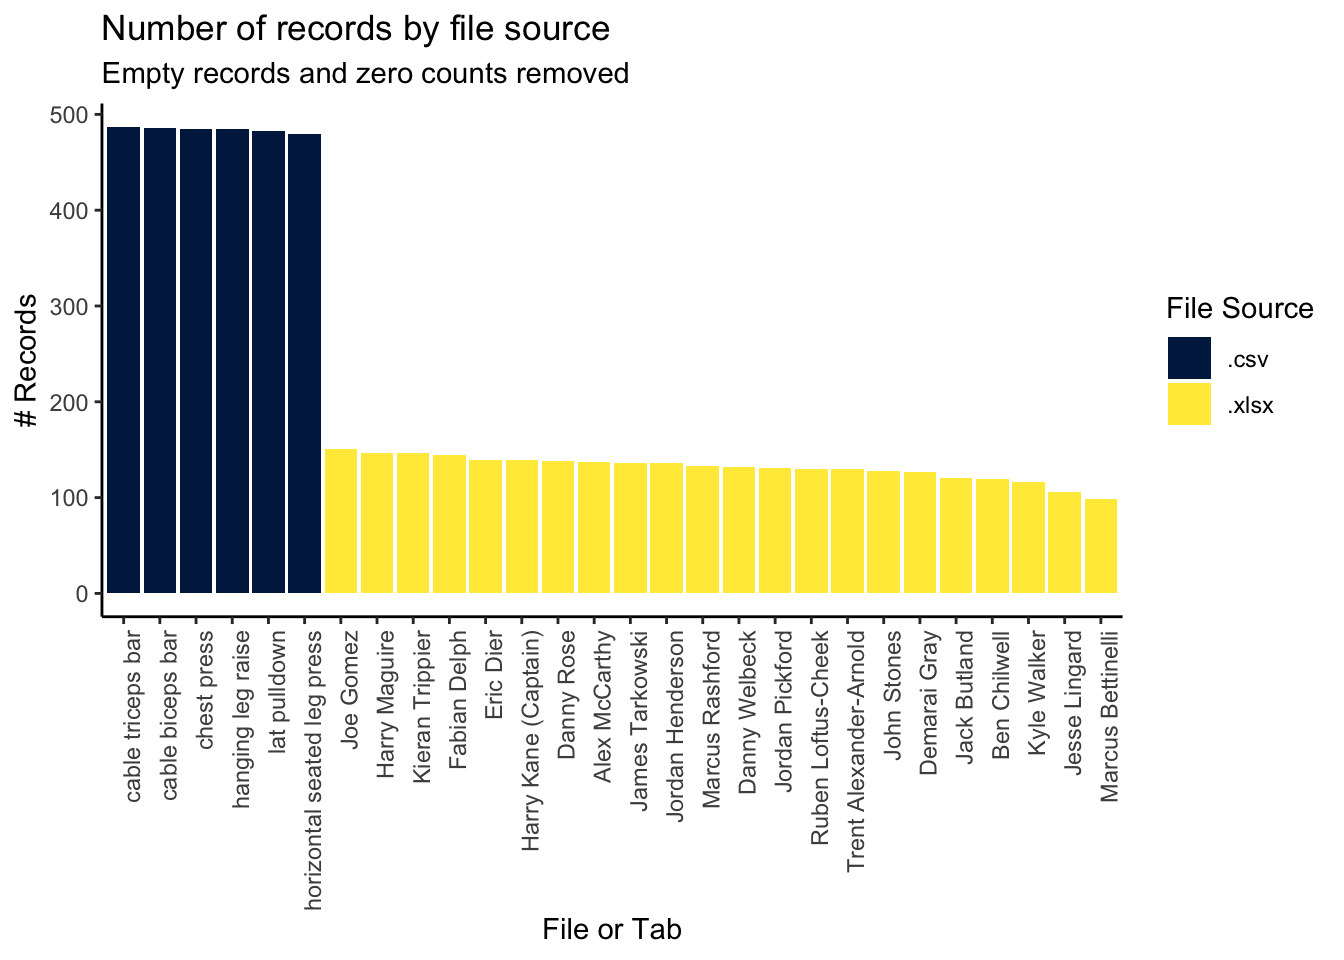 Number of records by file source
Empty records and zero counts removed
500
400
300
200
100
0
# Records
cable triceps bar
cable biceps bar
chest press
hanging leg raise
lat pulldown
horizontal seated leg press
Joe Gomez
Harry Maguire
Kieran Trippier
Fabian Delph
Eric Dier
Harry Kane (Captain)
Danny Rose
Alex McCarthy
James Tarkowski
Jordan Henderson
Marcus Rashford
Danny Welbeck
Jordan Pickford
Ruben Loftus-Cheek
Trent Alexander-Arnold
John Stones
Demarai Gray
Jack Butland
Ben Chilwell
Kyle Walker
Jesse Lingard
Marcus Bettinelli
File or Tab
File Source
.csv
.xlsx